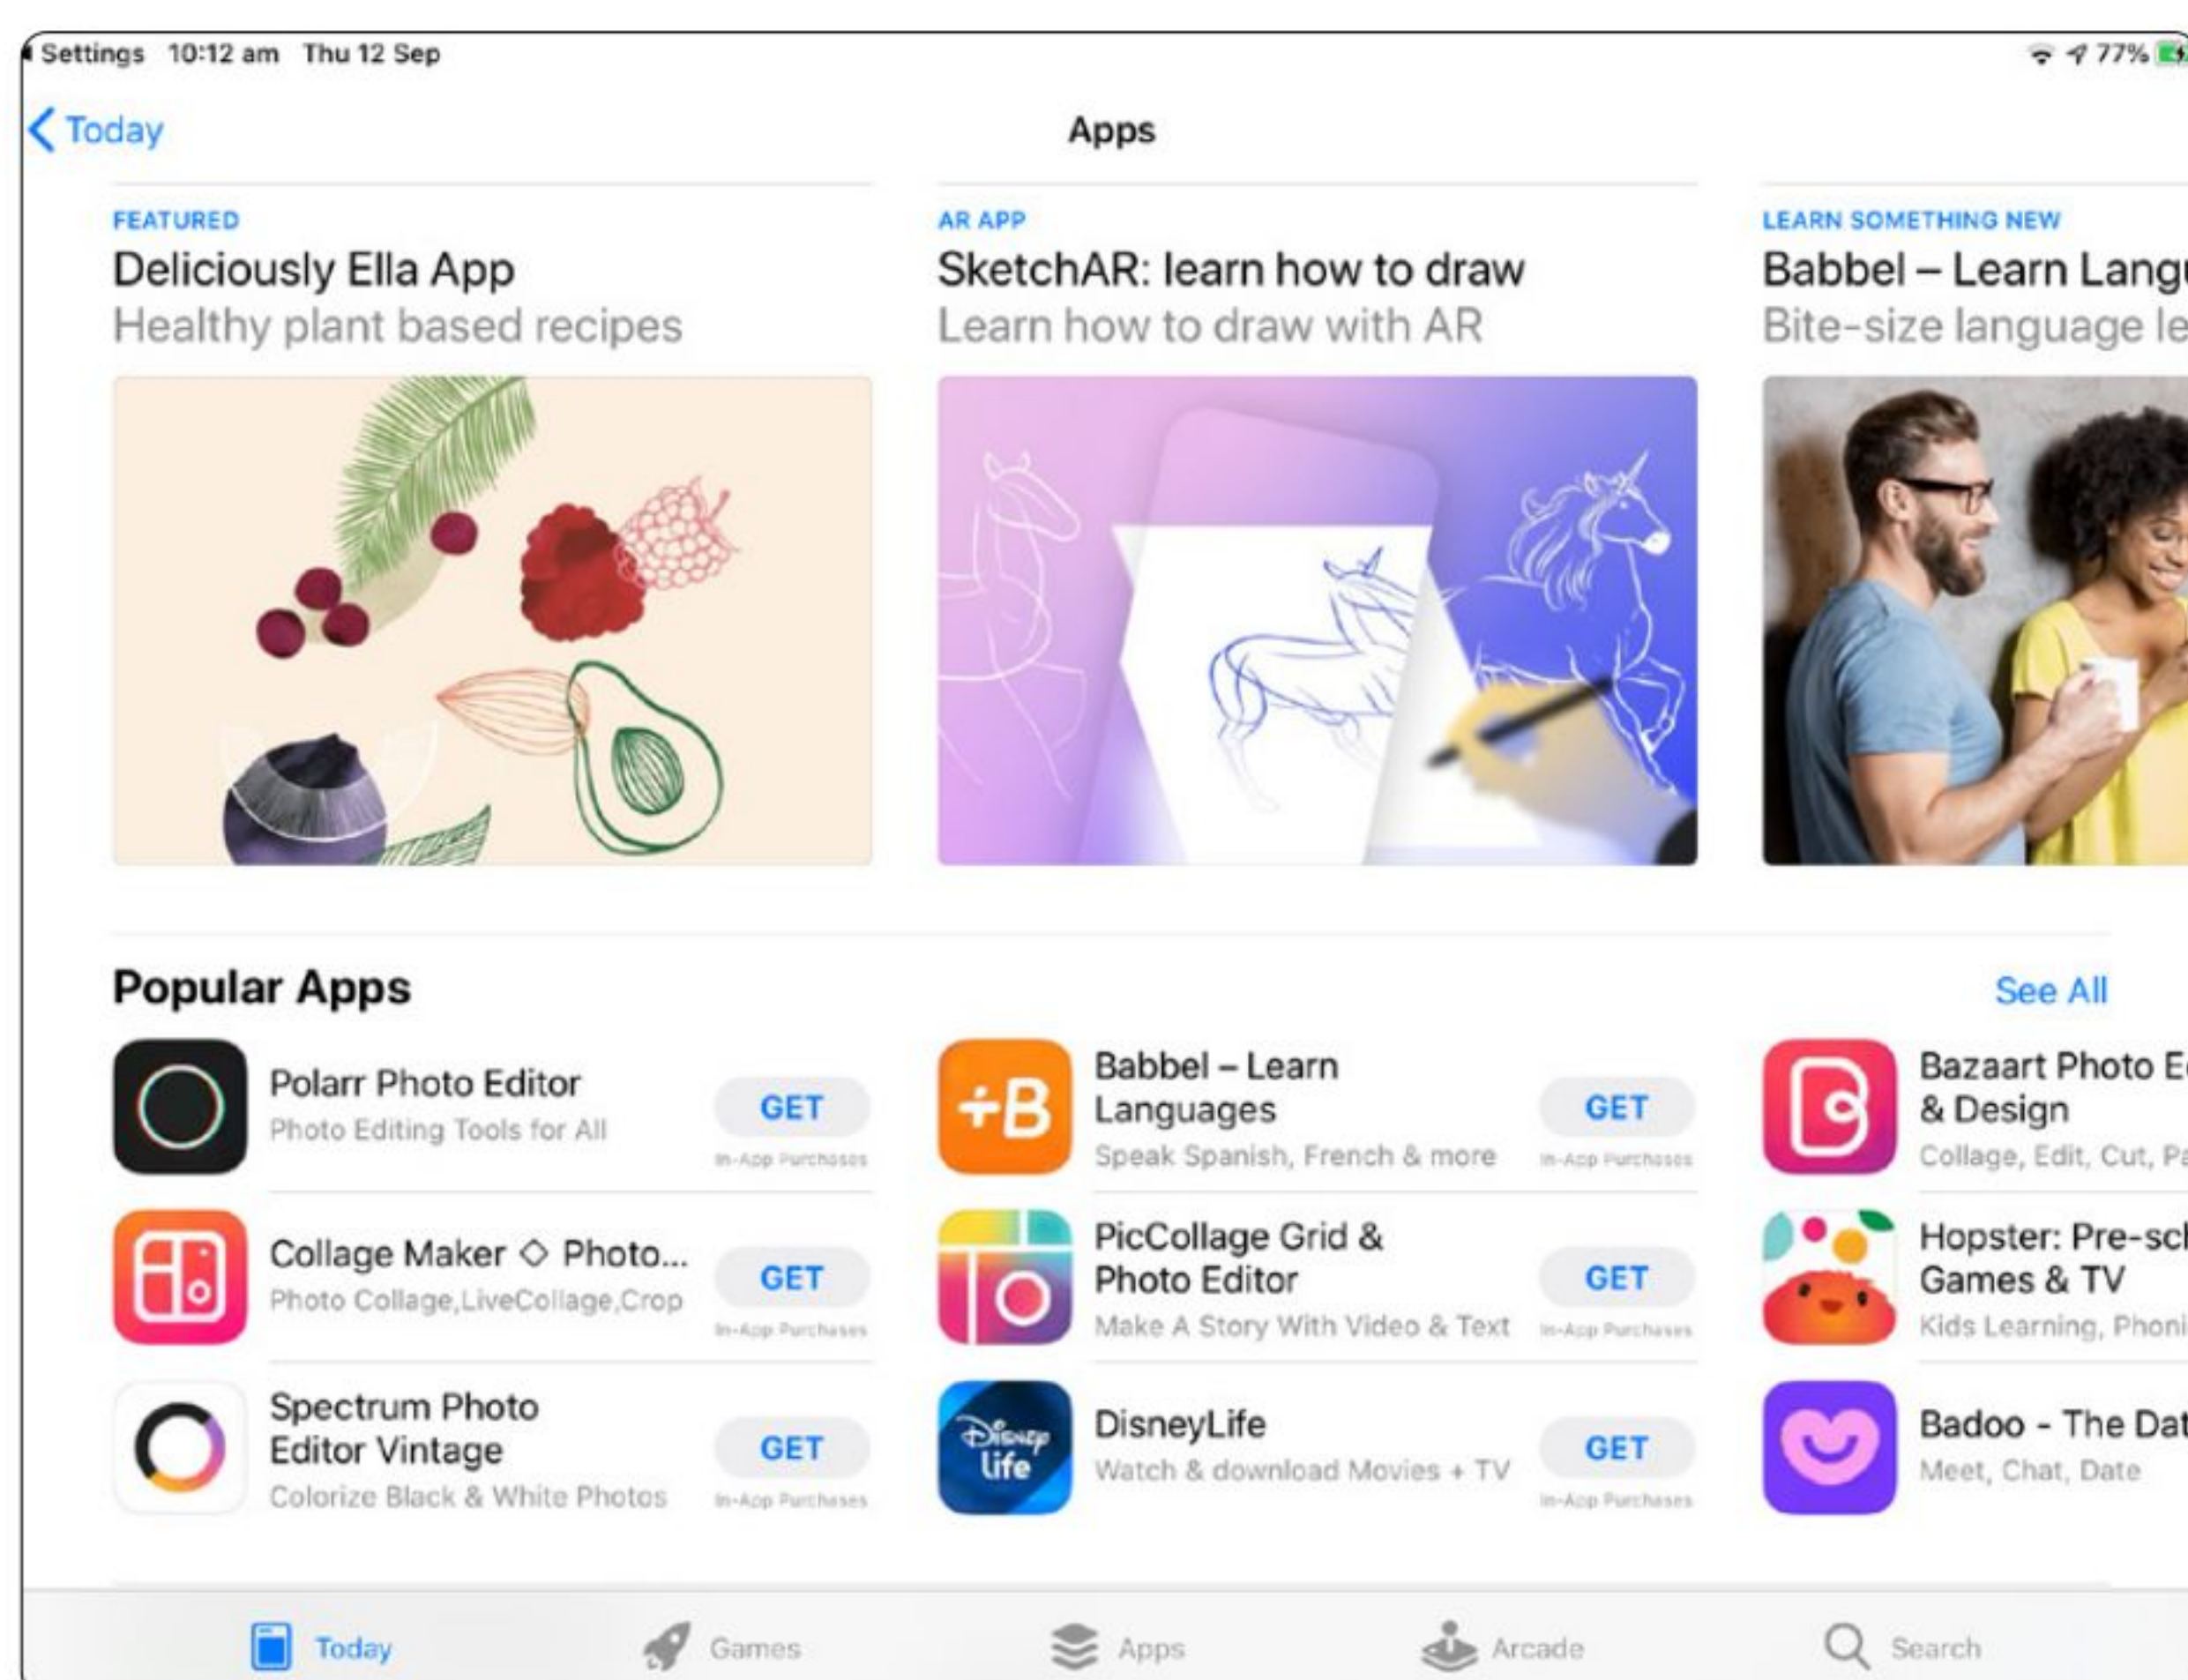 Settings 10:12 am Thu 12 Sep
77%
Today
Apps
FEATURED
Deliciously Ella App
Healthy plant based recipes
AR APP
SketchAR: learn how to draw
Learn how to draw with AR
LEARN SOMETHING NEW
Babbel – Learn Langu
Bite-size language le
Popular Apps
See All
Polarr Photo Editor
Photo Editing Tools for All
GET
In-App Purchases
+B
Babbel – Learn
Languages
Speak Spanish, French & more
GET
In-App Purchases
Bazaart Photo E
& Design
Collage, Edit, Cut, Pa
Collage Maker ◇ Photo...
Photo Collage,LiveCollage,Crop
GET
In-App Purchases
PicCollage Grid &
Photo Editor
Make A Story With Video & Text
GET
In-App Purchases
Hopster: Pre-sch
Games & TV
Kids Learning, Phoni
Spectrum Photo
Editor Vintage
Colorize Black & White Photos
GET
In-App Purchases
Disney
life
DisneyLife
Watch & download Movies + TV
GET
In-App Purchases
Badoo - The Dat
Meet, Chat, Date
Today
Games
Apps
Arcade
Search